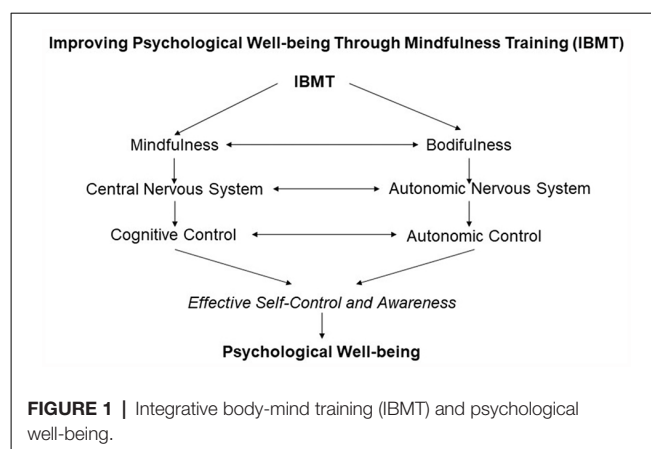 Improving Psychological Well-being Through Mindfulness Training (IBMT)
IBMT
Mindfulness Bodifulness
Central Nervous System Autonomic Nervous System
Cognitive Control Autonomic Control
Effective Self-Control and Awareness
Psychological Well-being
FIGURE 1 | Integrative body-mind training (IBMT) and psychological
well-being.